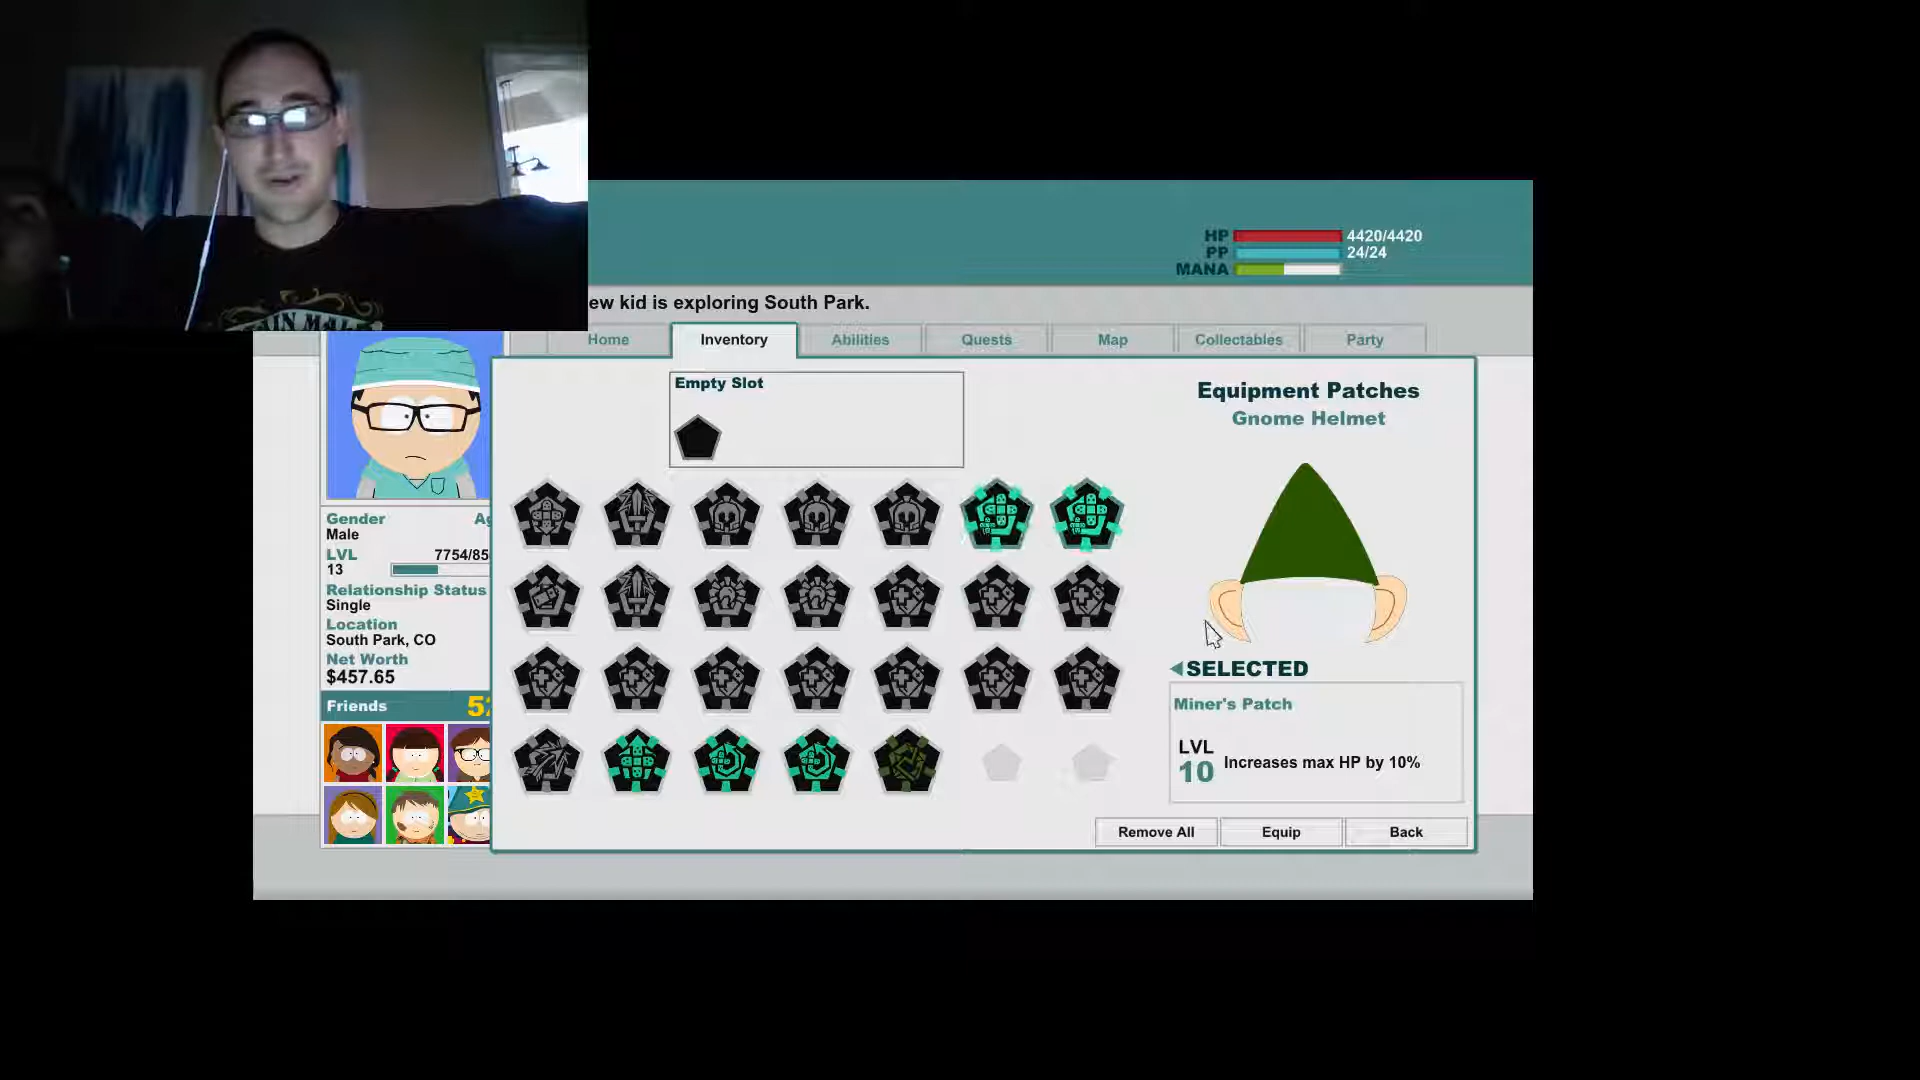 HP 4420/4420
PP 24/24
MANA
ew kid is exploring South Park.
Home Inventory Abilities Quests Map Collectables Party
Empty Slot
Equipment Patches
Gnome Helmet
Gender
Male
LVL 7754/85
13
Relationship Status
Single
Location
South Park, CO
Net Worth
$457.65
Friends
SELECTED
Miner's Patch
LVL
10 Increases max HP by 10%
Remove All Equip Back